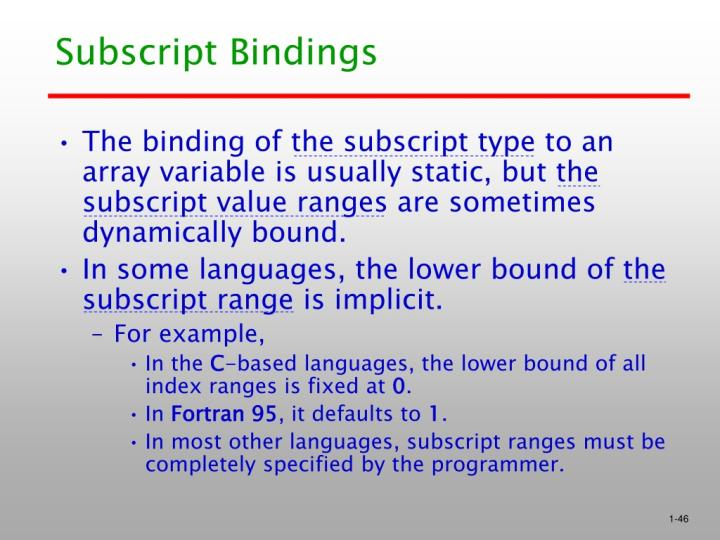 Subscript Bindings
• The binding of the subscript type to an
array variable is usually static, but the
subscript value ranges are sometimes
dynamically bound.
• In some languages, the lower bound of the
subscript range is implicit.
– For example,
• In the C-based languages, the lower bound of all
index ranges is fixed at 0.
• In Fortran 95, it defaults to 1.
• In most other languages, subscript ranges must be
completely specified by the programmer.
1-46